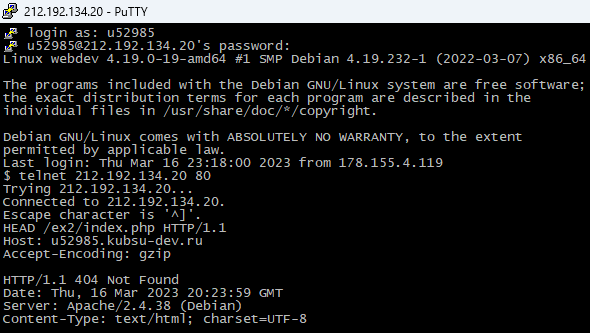 212.192.134.20 - PuTTY
login as: u52985
u52985@212.192.134.20's password:
Linux webdev 4.19.0-19-amd64 #1 SMP Debian 4.19.232-1 (2022-03-07) x86_64
The programs included with the Debian GNU/Linux system are free software;
the exact distribution terms for each program are described in the
individual files in /usr/share/doc/*/copyright.
Debian GNU/Linux comes with ABSOLUTELY NO WARRANTY, to the extent
permitted by applicable law.
Last login: Thu Mar 16 23:18:00 2023 from 178.155.4.119
$ telnet 212.192.134.20 80
Trying 212.192.134.20...
Connected to 212.192.134.20.
Escape character is '^]'.
HEAD /ex2/index.php HTTP/1.1
Host: u52985.kubsu-dev.ru
Accept-Encoding: gzip
HTTP/1.1 404 Not Found
Date: Thu, 16 Mar 2023 20:23:59 GMT
Server: Apache/2.4.38 (Debian)
Content-Type: text/html; charset=UTF-8